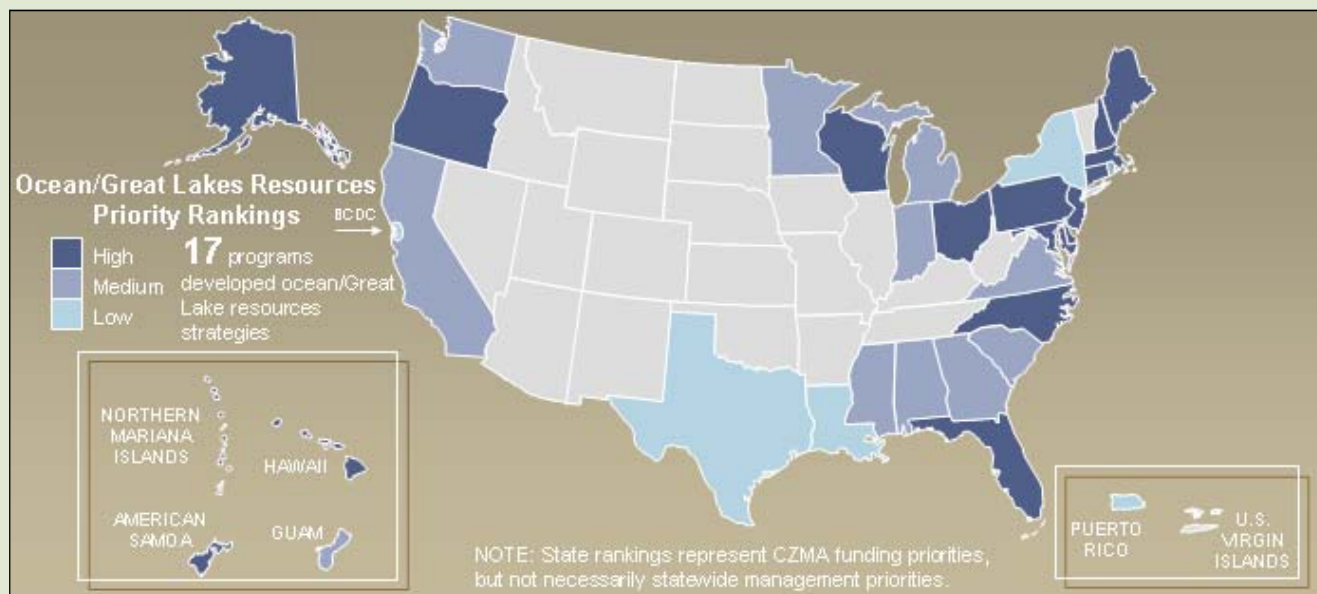 Ocean/Great Lakes Resources
Priority Rankings
BCDC
High
Medium
Low
17 programs
developed ocean/Great
Lake resources
strategies
NORTHERN
MARIANA
ISLANDS
HAWAII
AMERICAN
SAMOA
GUAM
NOTE: State rankings represent CZMA funding priorities,
but not necessarily statewide management priorities.
PUERTO
RICO
U.S.
VIRGIN
ISLANDS